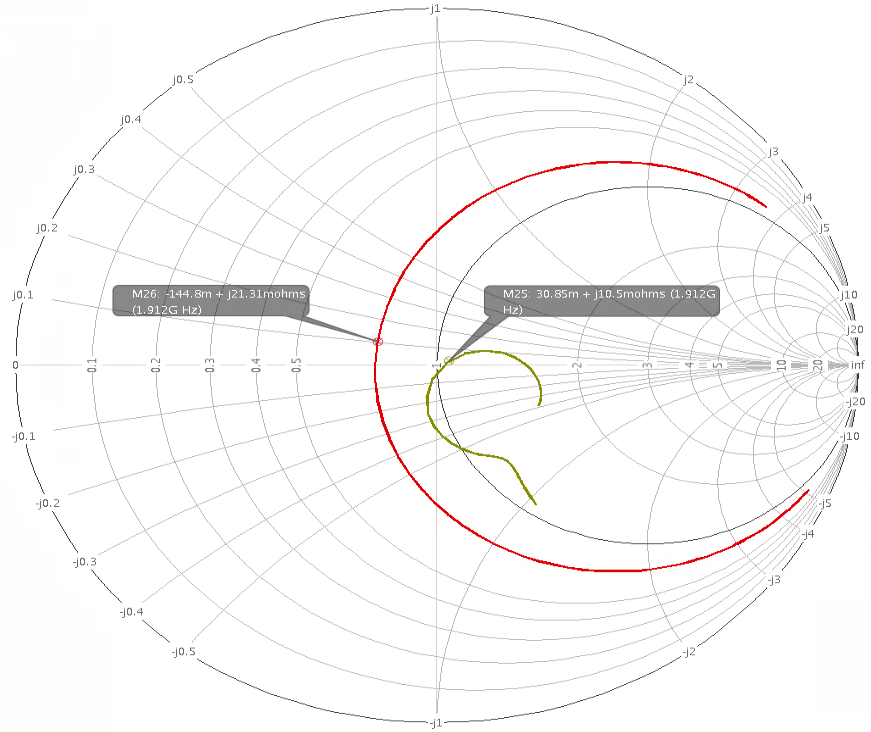 j1
j0.5
j2
j0.4
j3
j0.3
j4
j0.2
j5
j0.1
M26: -144.8m + j21.31mohms
(1.912G Hz)
M25: 30.85m + j10.5mohms (1.912G
Hz)
j10
j20
0
0.1
0.2
0.3
0.4
0.5
1
2
3
4
5
10
20
inf
-j20
-j0.1
-j10
-j0.2
-j5
-j0.3
-j4
-j0.4
-j3
-j0.5
-j2
-j1